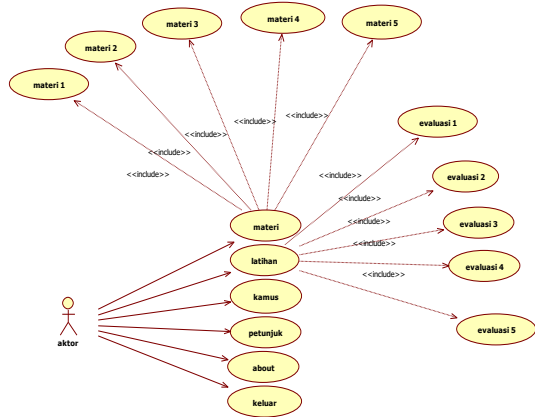 materi 4
materi 3
materi 5
materi 2
materi 1
<<include>>
<<include>>
<<include>>
<<include>>
<<include>>
evaluasi 1
<<include>>
evaluasi 2
<<include>>
evaluasi 3
<<include>>
evaluasi 4
<<include>>
evaluasi 5
materi
latihan
kamus
petunjuk
about
keluar
aktor